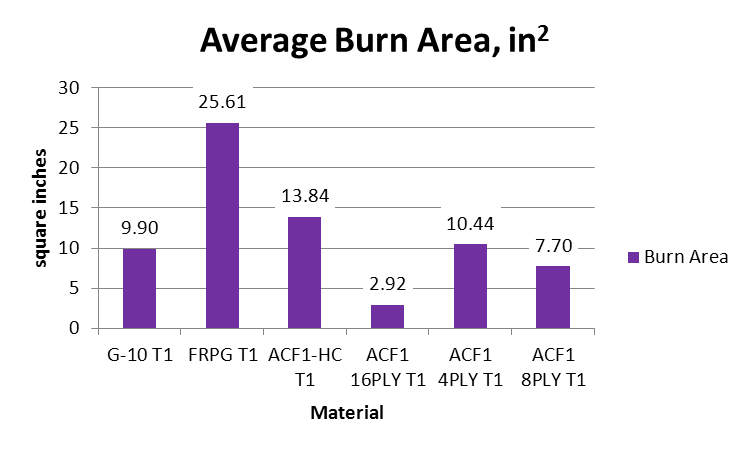 Average Burn Area, in²
square inches
30
25
20
15
10
5
0
9.90
25.61
13.84
2.92
10.44
7.70
G-10 T1
FRPG T1
ACF1-HC
T1
ACF1
16PLY T1
ACF1
4PLY T1
ACF1
8PLY T1
Material
Burn Area